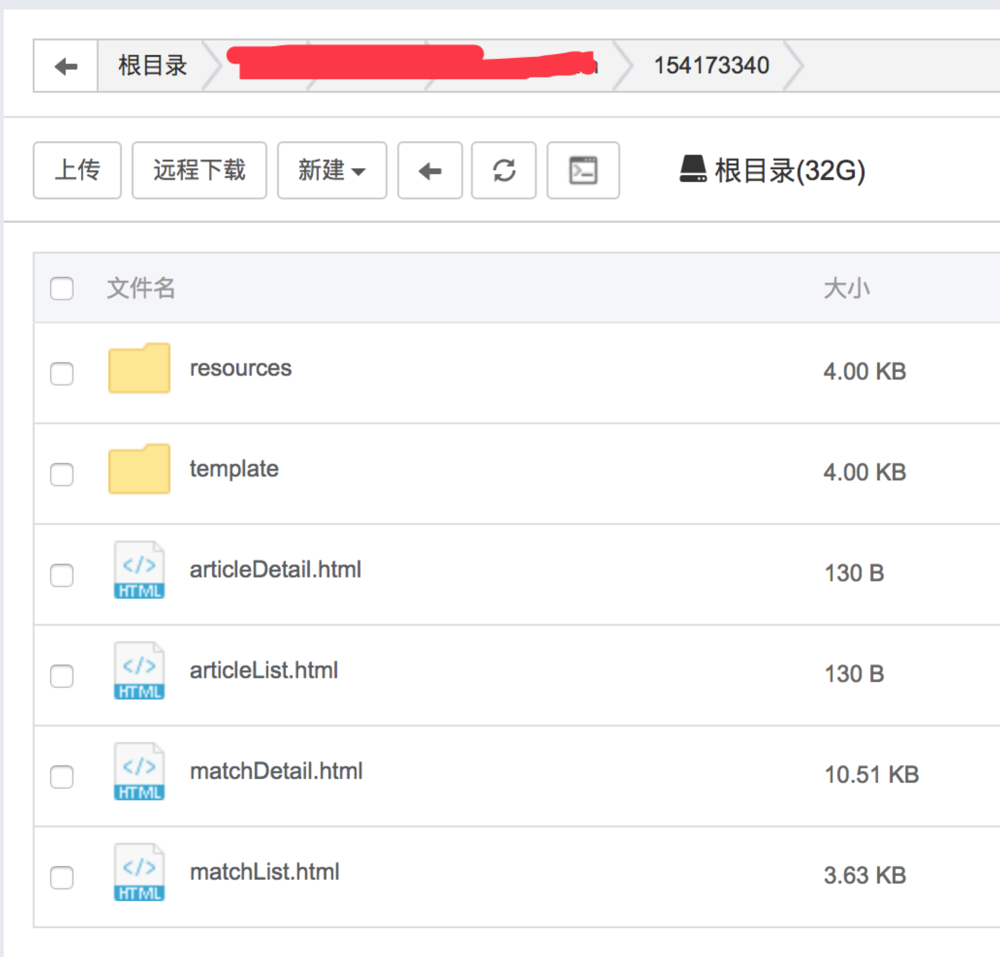 根目录 154173340
上传 远程下载 新建 根目录(32G)
文件名 大小
resources 4.00 KB
template 4.00 KB
</> HTML articleDetail.html 130 B
</> HTML articleList.html 130 B
</> HTML matchDetail.html 10.51 KB
</> HTML matchList.html 3.63 KB